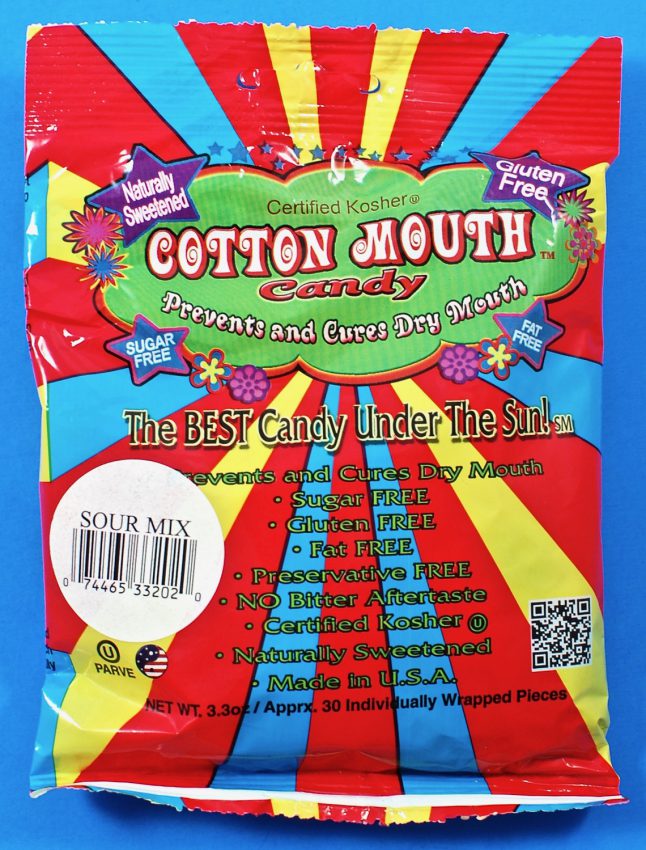 Naturally
Sweetened
Gluten
Free
Certified Kosher Ⓤ
COTTON MOUTH ™
Candy
Prevents and Cures Dry Mouth
SUGAR
FREE
FAT
FREE
The BEST Candy Under The Sun! SM
Prevents and Cures Dry Mouth
• Sugar FREE
• Gluten FREE
• Fat FREE
• Preservative FREE
• NO Bitter Aftertaste
• Certified Kosher Ⓤ
• Naturally Sweetened
• Made in U.S.A.
SOUR MIX
0 74465 33202 0
Ⓤ
PARVE
NET WT. 3.3oz / Apprx. 30 Individually Wrapped Pieces